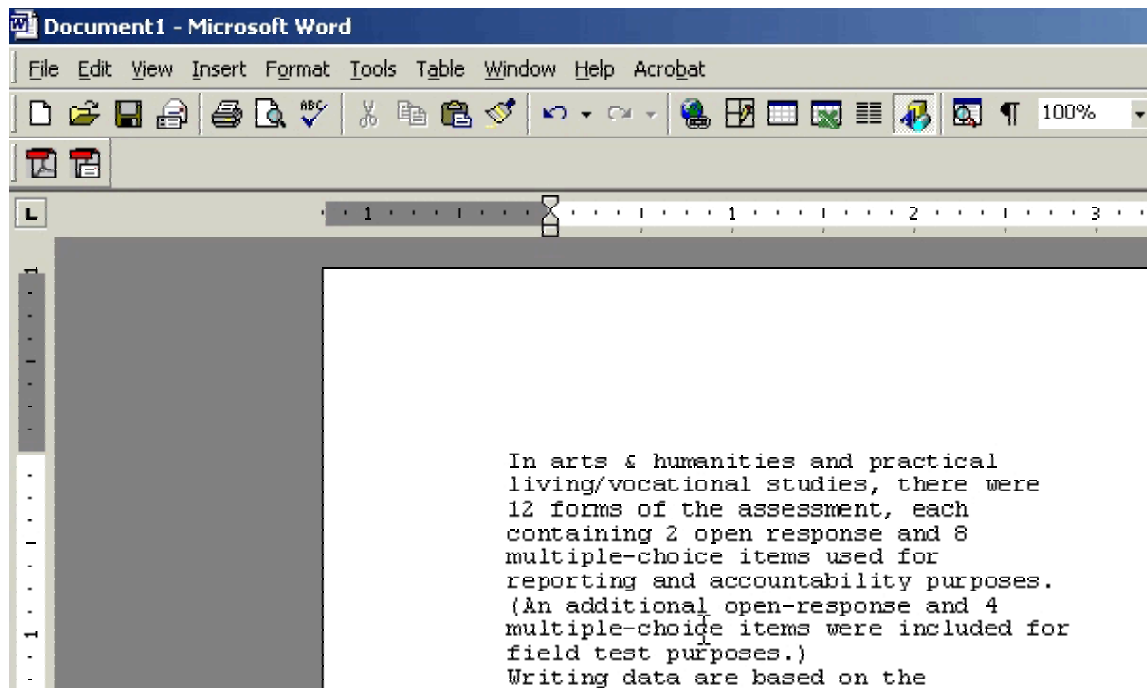 Document1 - Microsoft Word
File Edit View Insert Format Tools Table Window Help Acrobat
ABC
100%
L
1 1 2 3
1
1
In arts & humanities and practical
living/vocational studies, there were
12 forms of the assessment, each
containing 2 open response and 8
multiple-choice items used for
reporting and accountability purposes.
(An additional open-response and 4
multiple-choice items were included for
field test purposes.)
Writing data are based on the